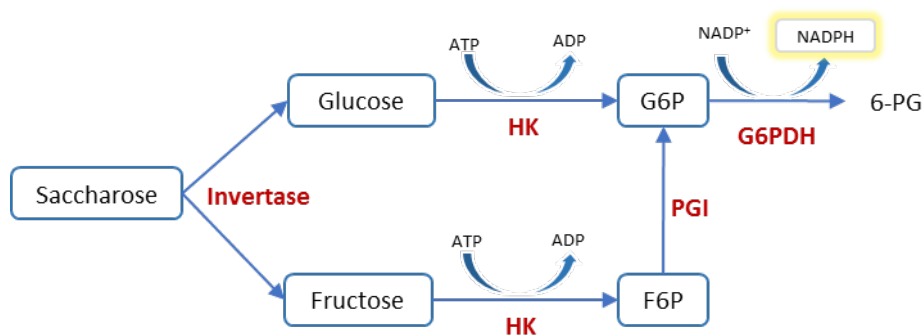 ATP
ADP
NADP⁺
NADPH
Glucose
G6P
6-PG
HK
G6PDH
Saccharose
Invertase
PGI
ATP
ADP
Fructose
F6P
HK